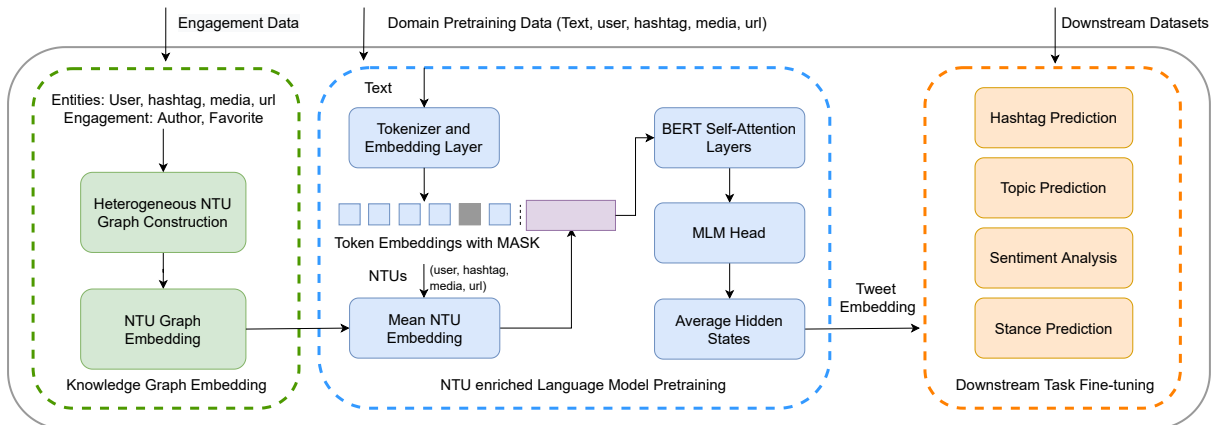 Engagement Data
Domain Pretraining Data (Text, user, hashtag, media, url)
Downstream Datasets
Entities: User, hashtag, media, url
Engagement: Author, Favorite
Heterogeneous NTU
Graph Construction
NTU Graph
Embedding
Knowledge Graph Embedding
Text
Tokenizer and
Embedding Layer
Token Embeddings with MASK
NTUs
(user, hashtag,
media, url)
Mean NTU
Embedding
BERT Self-Attention
Layers
MLM Head
Average Hidden
States
NTU enriched Language Model Pretraining
Tweet
Embedding
Hashtag Prediction
Topic Prediction
Sentiment Analysis
Stance Prediction
Downstream Task Fine-tuning